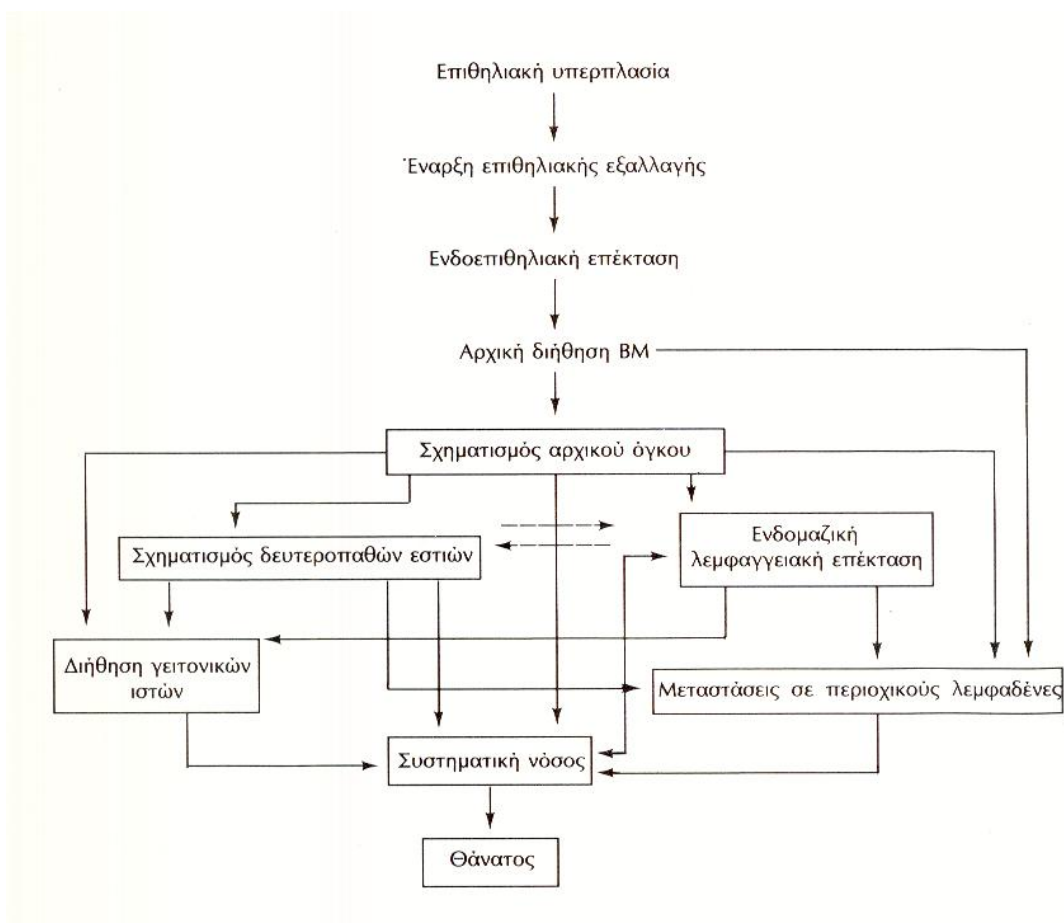 Επιθηλιακή υπερπλασία
Έναρξη επιθηλιακής εξαλλαγής
Ενδοεπιθηλιακή επέκταση
Αρχική διήθηση ΒΜ
Σχηματισμός αρχικού όγκου
Ενδομαζική
λεμφαγγειακή επέκταση
Σχηματισμός δευτεροπαθών εστιών
Διήθηση γειτονικών
ιστών
Μεταστάσεις σε περιοχικούς λεμφαδένες
Συστηματική νόσος
Θάνατος